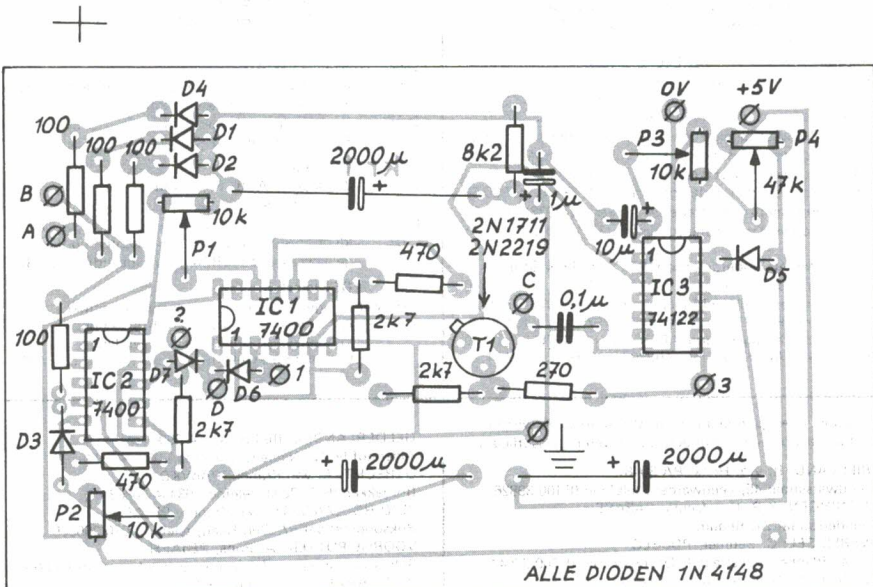 D4
0V
+5V
100
D1
100
100
D2
2000µ
+
8k2
P3
P4
+
1µ
10k
B
10k
47k
A
P1
2N1711
2N2219
10µ
+
470
1
D5
C
IC3
2
IC1
0,1µ
74122
100
1
7400
2k7
1
T1
IC2
D7
1
7400
D
D6
2k7
270
3
D3
2k7
470
+
2000µ
+
2000µ
P2
10k
ALLE DIODEN 1N4148